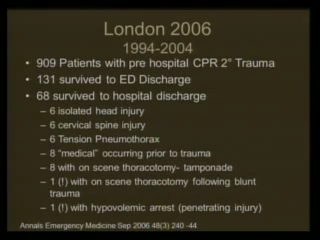 London 2006
1994-2004
• 909 Patients with pre hospital CPR 2° Trauma
• 131 survived to ED Discharge
• 68 survived to hospital discharge
– 6 isolated head injury
– 6 cervical spine injury
– 6 Tension Pneumothorax
– 8 “medical” occurring prior to trauma
– 8 with on scene thoracotomy- tamponade
– 1 (!) with on scene thoracotomy following blunt
trauma
– 1 (!) with hypovolemic arrest (penetrating injury)
Annals Emergency Medicine Sep 2006 48(3) 240 -44